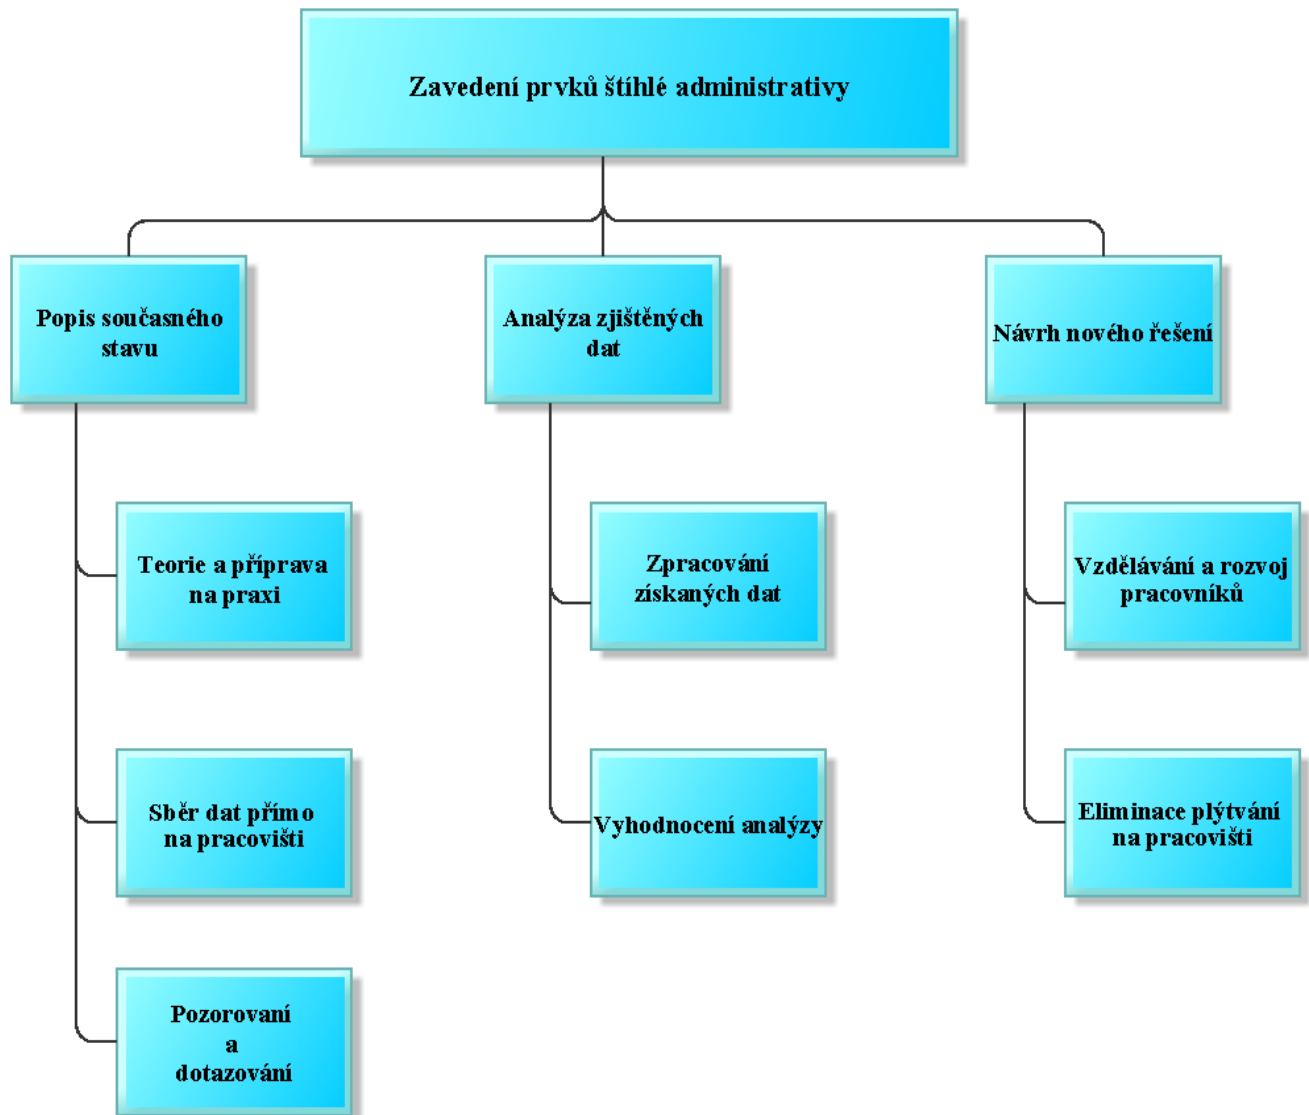 Zavedení prvků štíhlé administrativy
Popis současného
stavu
Analýza zjištěných
dat
Návrh nového řešení
Teorie a příprava
na praxi
Zpracování
získaných dat
Vzdělávání a rozvoj
pracovníků
Sběr dat přímo
na pracovišti
Vyhodnocení analýzy
Eliminace plýtvání
na pracovišti
Pozorovaní
a
dotazování